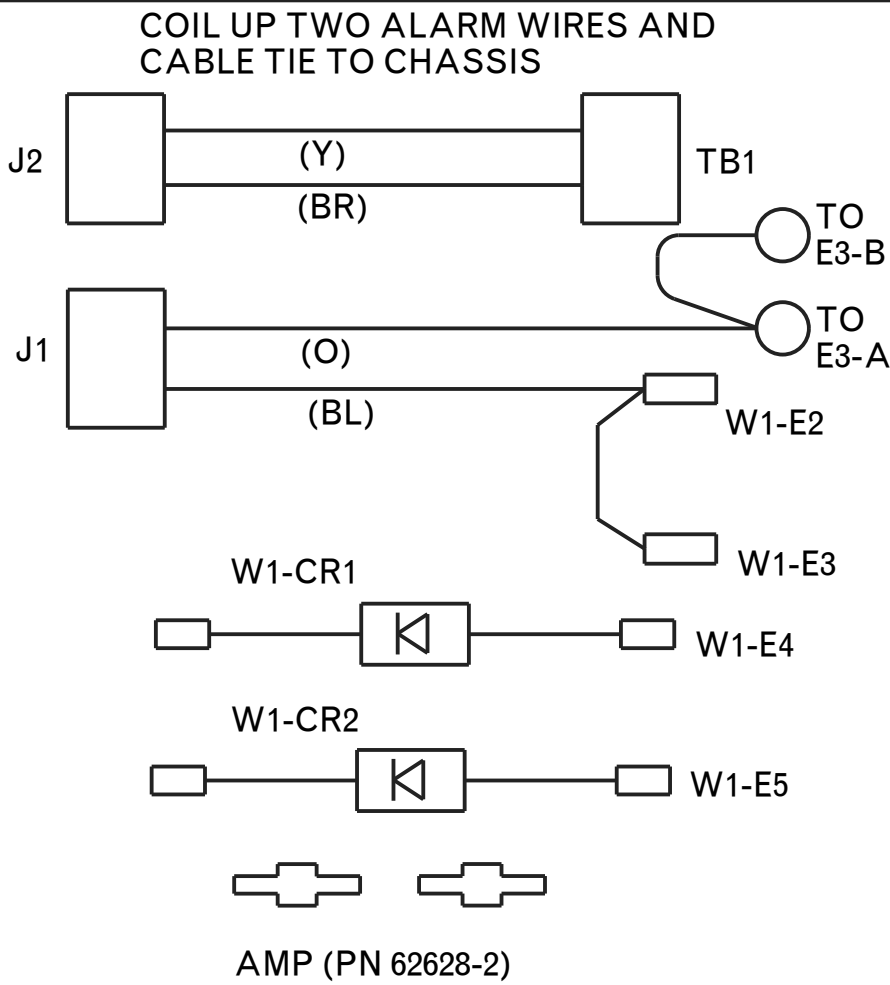 COIL UP TWO ALARM WIRES AND
CABLE TIE TO CHASSIS
J2
(Y)
(BR)
TB1
TO
E3-B
J1
(O)
(BL)
TO
E3-A
W1-E2
W1-E3
W1-CR1
W1-E4
W1-CR2
W1-E5
AMP (PN 62628-2)